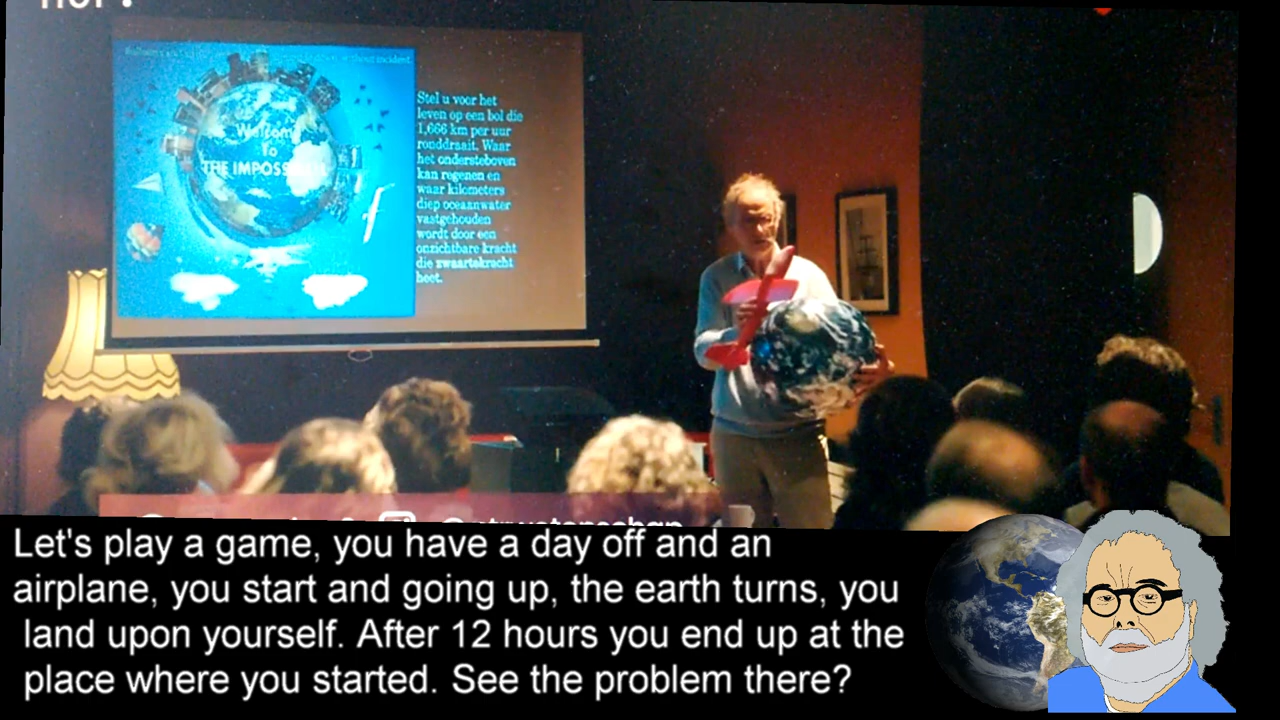 Welcome
to
THE IMPOSS
Stel u voor het
leven op een bol die
1,666 km per uur
ronddraait. Waar
het ondersteboven
kan regenen en
waar kilometers
diep oceaanwater
vastgehouden
wordt door een
onzichtbare kracht
die zwaartekracht
heet.
Let's play a game, you have a day off and an
airplane, you start and going up, the earth turns, you
land upon yourself. After 12 hours you end up at the
place where you started. See the problem there?